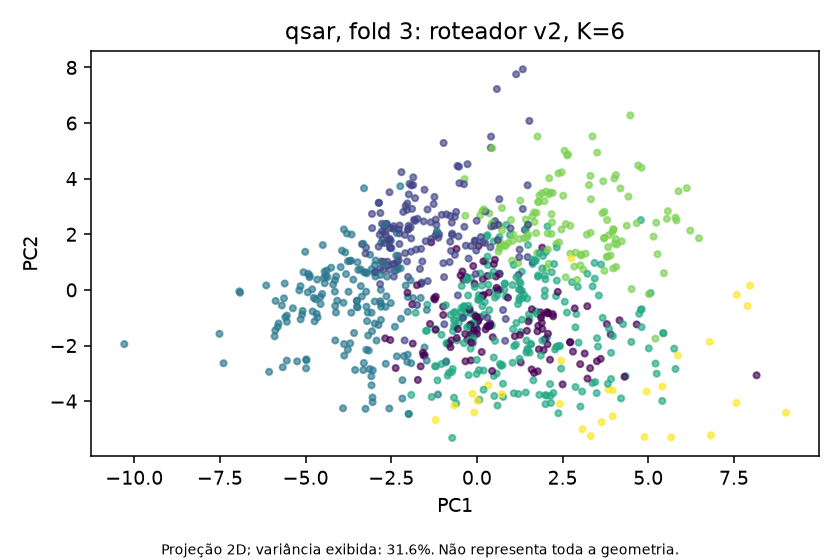 qsar, fold 3: roteador v2, K=6
8
6
4
2
0
−2
−4
PC2
−10.0 −7.5 −5.0 −2.5 0.0 2.5 5.0 7.5
PC1
Projeção 2D; variância exibida: 31.6%. Não representa toda a geometria.